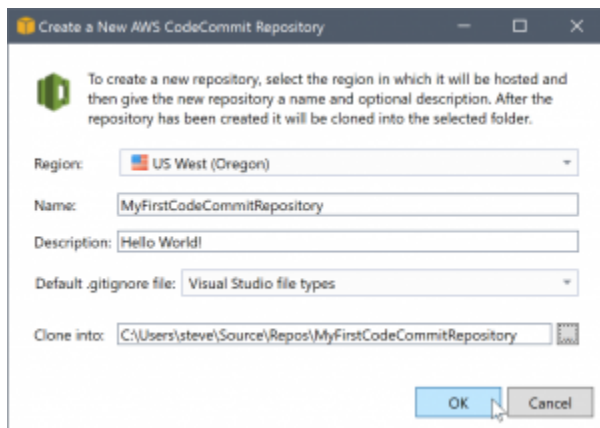 Create a New AWS CodeCommit Repository
To create a new repository, select the region in which it will be hosted and
then give the new repository a name and optional description. After the
repository has been created it will be cloned into the selected folder.
Region: US West (Oregon)
Name: MyFirstCodeCommitRepository
Description: Hello World!
Default .gitignore file: Visual Studio file types
Clone into: C:\Users\steve\Source\Repos\MyFirstCodeCommitRepository ...
OK Cancel